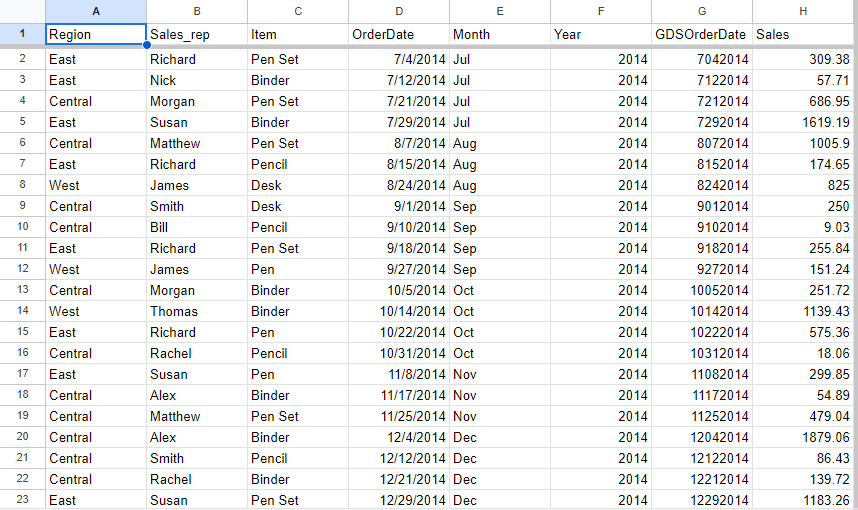 A B C D E F G H
1 Region Sales_rep Item OrderDate Month Year GDSOrderDate Sales
2 East Richard Pen Set 7/4/2014 Jul 2014 7042014 309.38
3 East Nick Binder 7/12/2014 Jul 2014 7122014 57.71
4 Central Morgan Pen Set 7/21/2014 Jul 2014 7212014 686.95
5 East Susan Binder 7/29/2014 Jul 2014 7292014 1619.19
6 Central Matthew Pen Set 8/7/2014 Aug 2014 8072014 1005.9
7 East Richard Pencil 8/15/2014 Aug 2014 8152014 174.65
8 West James Desk 8/24/2014 Aug 2014 8242014 825
9 Central Smith Desk 9/1/2014 Sep 2014 9012014 250
10 Central Bill Pencil 9/10/2014 Sep 2014 9102014 9.03
11 East Richard Pen Set 9/18/2014 Sep 2014 9182014 255.84
12 West James Pen 9/27/2014 Sep 2014 9272014 151.24
13 Central Morgan Binder 10/5/2014 Oct 2014 10052014 251.72
14 West Thomas Binder 10/14/2014 Oct 2014 10142014 1139.43
15 East Richard Pen 10/22/2014 Oct 2014 10222014 575.36
16 Central Rachel Pencil 10/31/2014 Oct 2014 10312014 18.06
17 East Susan Pen 11/8/2014 Nov 2014 11082014 299.85
18 Central Alex Binder 11/17/2014 Nov 2014 11172014 54.89
19 Central Matthew Pen Set 11/25/2014 Nov 2014 11252014 479.04
20 Central Alex Binder 12/4/2014 Dec 2014 12042014 1879.06
21 Central Smith Pencil 12/12/2014 Dec 2014 12122014 86.43
22 Central Rachel Binder 12/21/2014 Dec 2014 12212014 139.72
23 East Susan Pen Set 12/29/2014 Dec 2014 12292014 1183.26